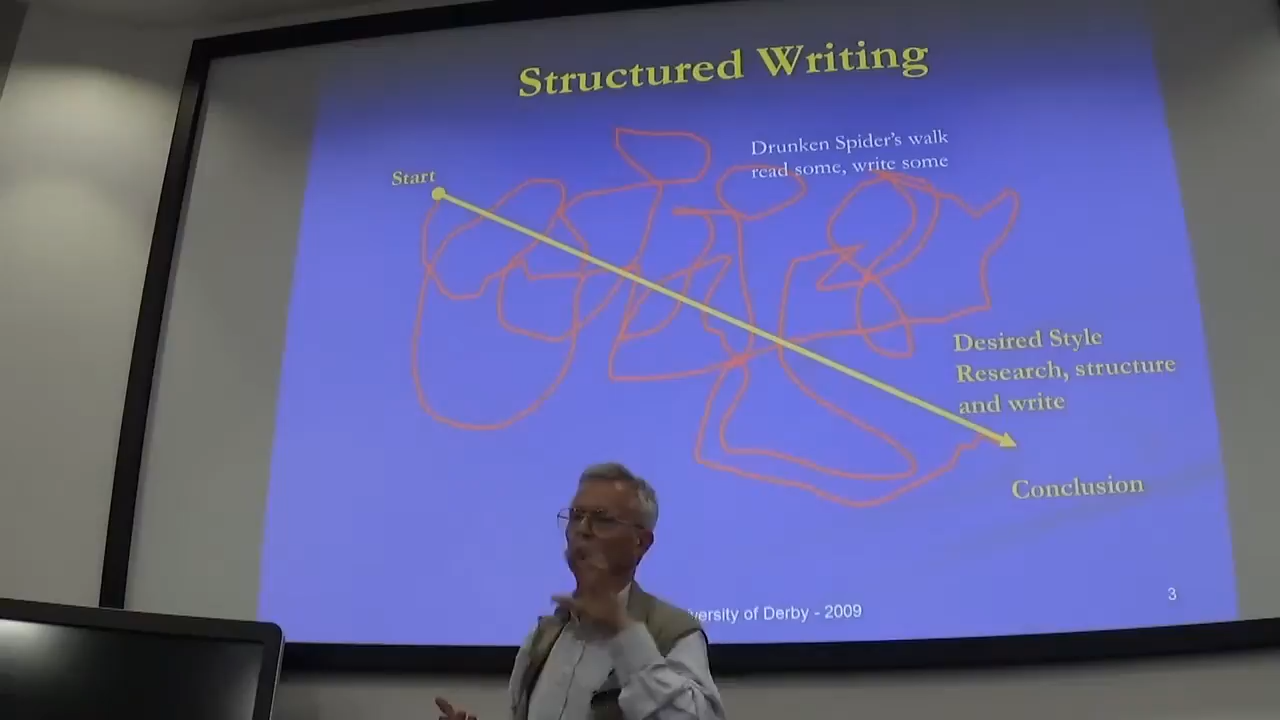 Structured Writing
Drunken Spider's walk
read some, write some
Start
Desired Style
Research, structure
and write
Conclusion
of Derby - 2009
3